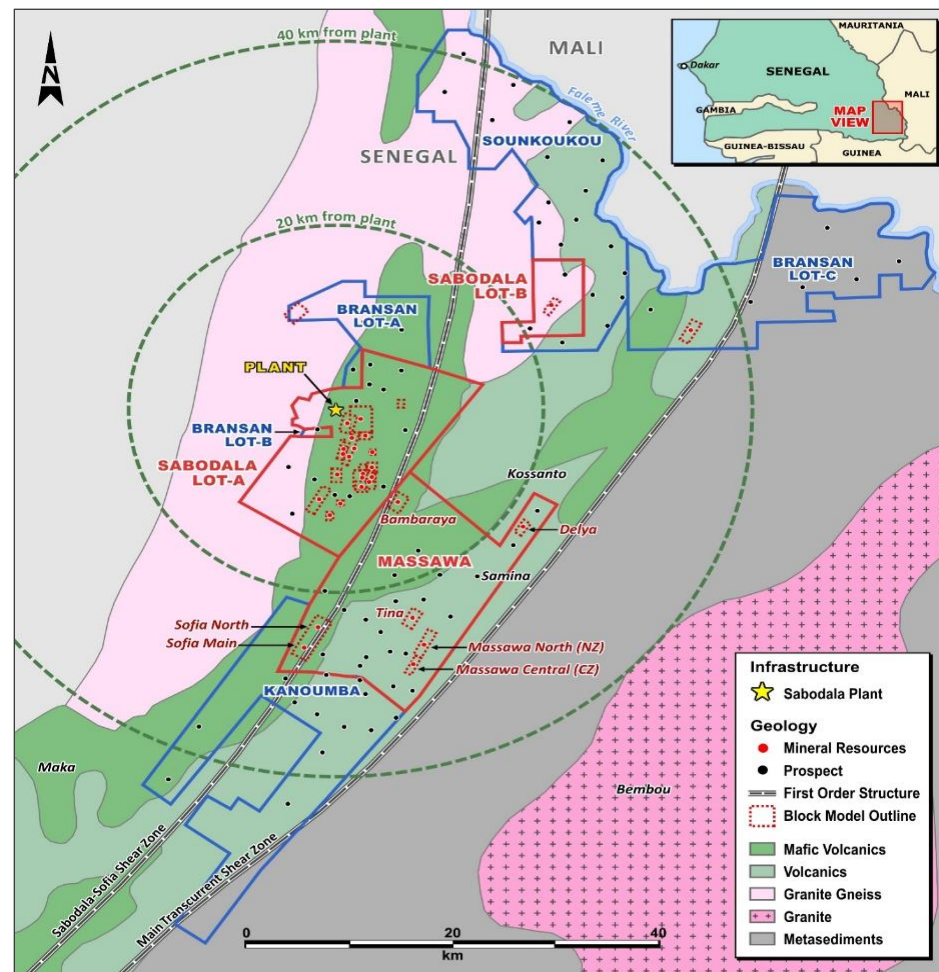 40 km from plant
MALI
N
SENEGAL
Faleme River
SOUNKOUKOU
MAURITANIA
Dakar
SENEGAL
MALI
GAMBIA
MAP
VIEW
GUINEA-BISSAU
GUINEA
20 km from plant
SABODALA
LOT-B
BRANSAN
LOT-C
BRANSAN
LOT-A
PLANT
BRANSAN
LOT-B
SABODALA
LOT-A
Kossanto
Bambaraya
Delya
MASSAWA
Samina
Tina
Sofia North
Sofia Main
Massawa North (NZ)
Massawa Central (CZ)
KANOUMBA
Maka
Bembou
Sabodala-Sofia Shear Zone
Main Transcurrent Shear Zone
0
20
40
km
Infrastructure
Sabodala Plant
Geology
Mineral Resources
Prospect
First Order Structure
Block Model Outline
Mafic Volcanics
Volcanics
Granite Gneiss
Granite
Metasediments